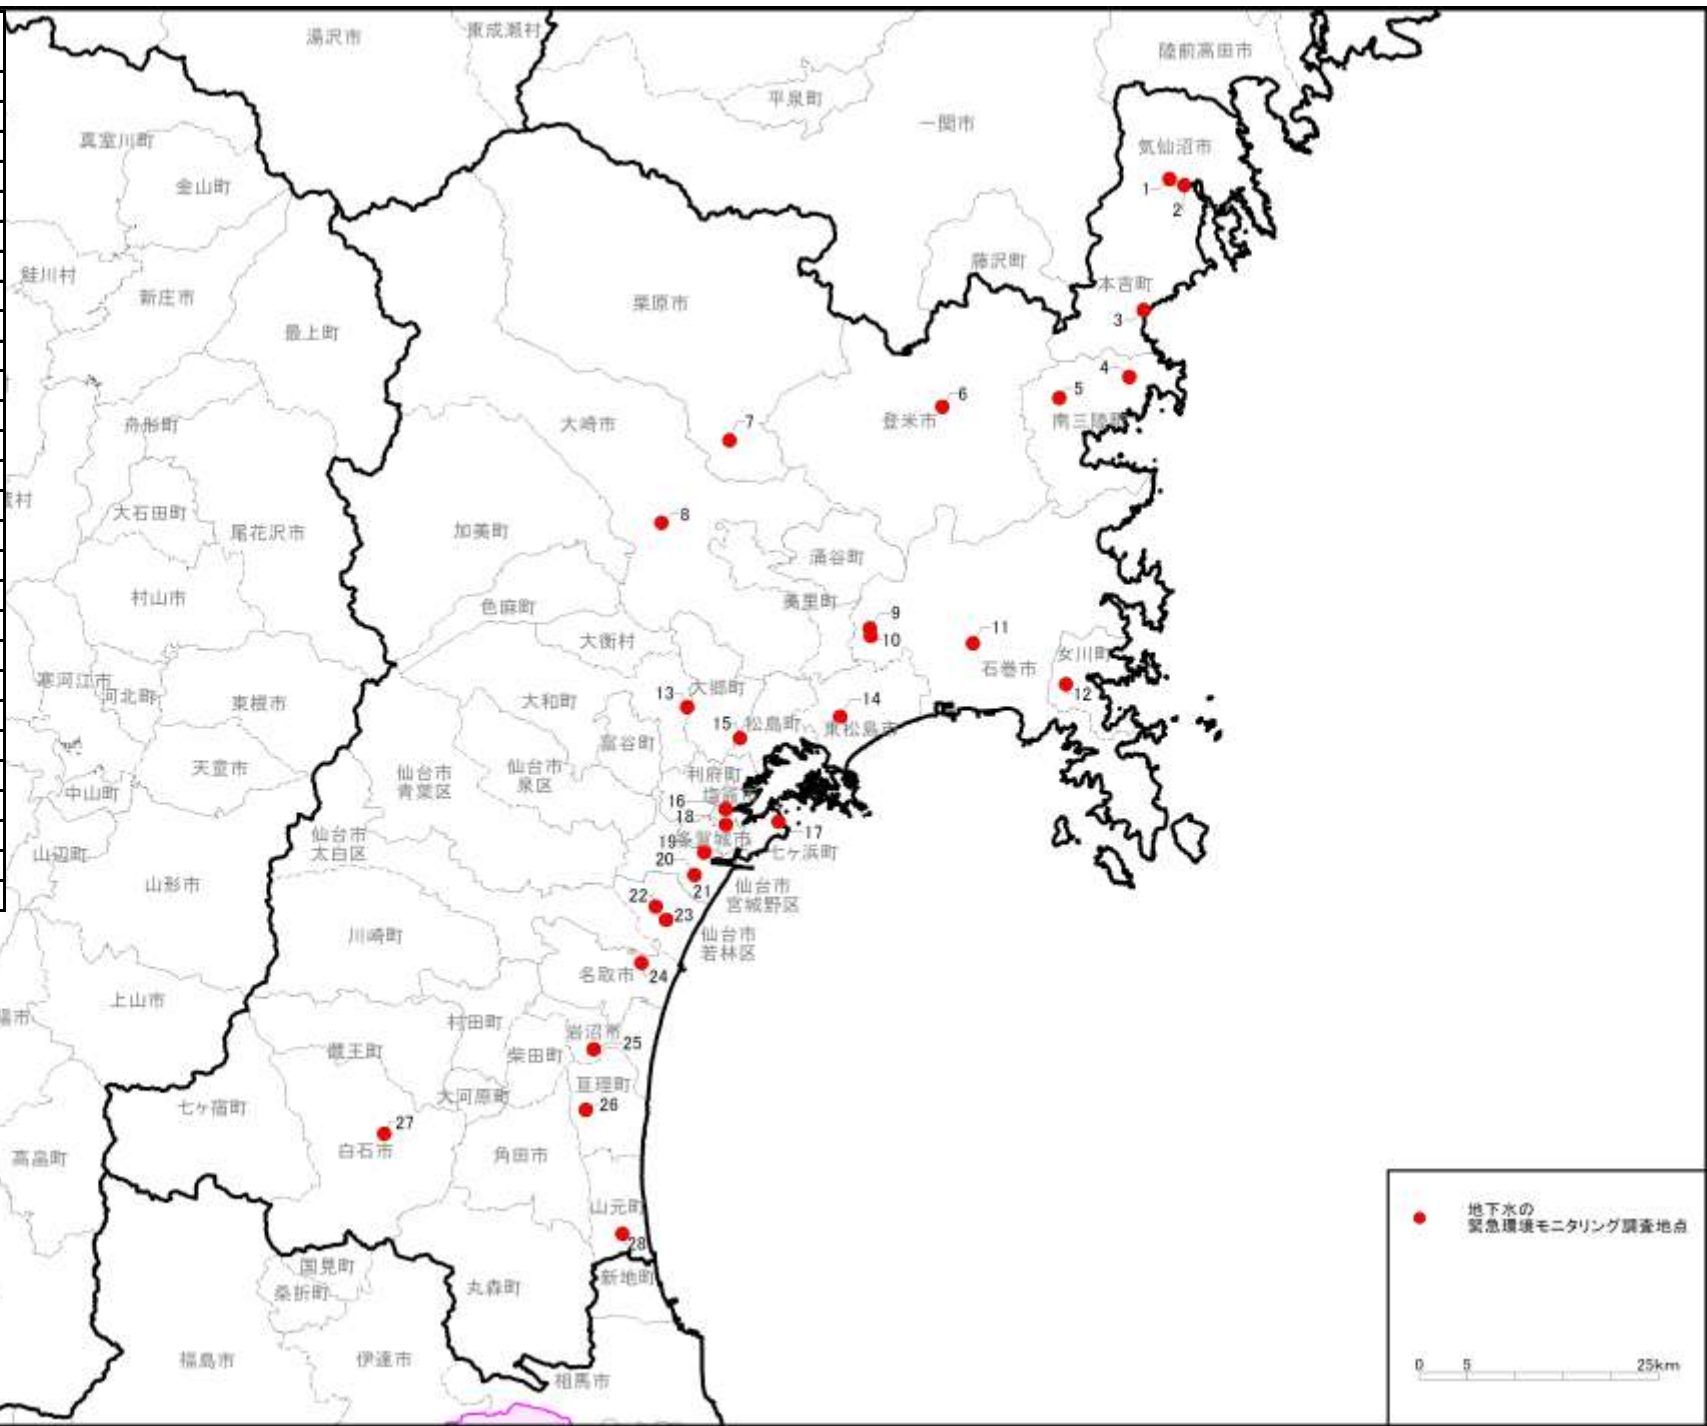 湯沢市
東成瀬村
陸前高田市
平泉町
一関市
真室川町
気仙沼市
金山町
1
2
藤沢町
鮭川村
本吉町
新庄市
栗原市
3
最上町
4
5
6
大崎市
登米市
南三陸町
7
舟形町
村
大石田町
8
尾花沢市
加美町
涌谷町
村山市
美里町
色麻町
9
大衡村
10
11
石巻市
女川町
寒河江市
河北町
大郷町
12
13
東根市
大和町
14
15
松島町
東松島市
富谷町
天童市
仙台市
青葉区
仙台市
泉区
利府町
中山町
16
18
17
仙台市
太白区
19
多賀城市
山辺町
七ヶ浜町
20
山形市
21
仙台市
宮城野区
22
23
川崎町
仙台市
若林区
名取市
24
上山市
市
村田町
岩沼市
25
蔵王町
柴田町
亘理町
大河原町
七ヶ宿町
26
27
高畠町
白石市
角田市
山元町
28
国見町
新地町
桑折町
丸森町
福島市
伊達市
相馬市
地下水の
緊急環境モニタリング調査地点
0 5 25km